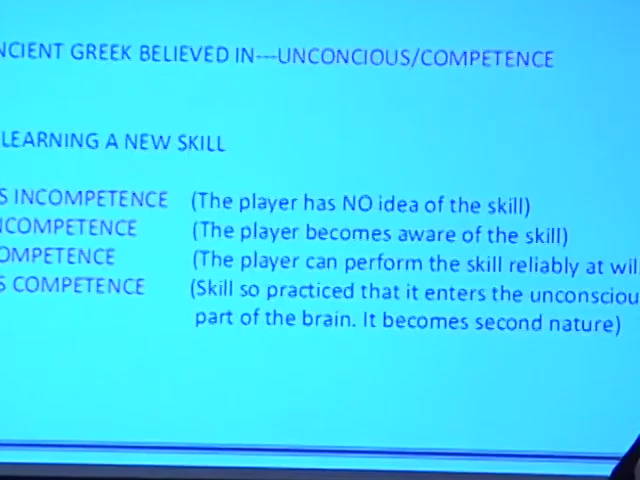 NCIENT GREEK BELIEVED IN---UNCONCIOUS/COMPETENCE
LEARNING A NEW SKILL
S INCOMPETENCE (The player has NO idea of the skill)
NCOMPETENCE (The player becomes aware of the skill)
OMPETENCE (The player can perform the skill reliably at wil
S COMPETENCE (Skill so practiced that it enters the unconsciou
part of the brain. It becomes second nature)